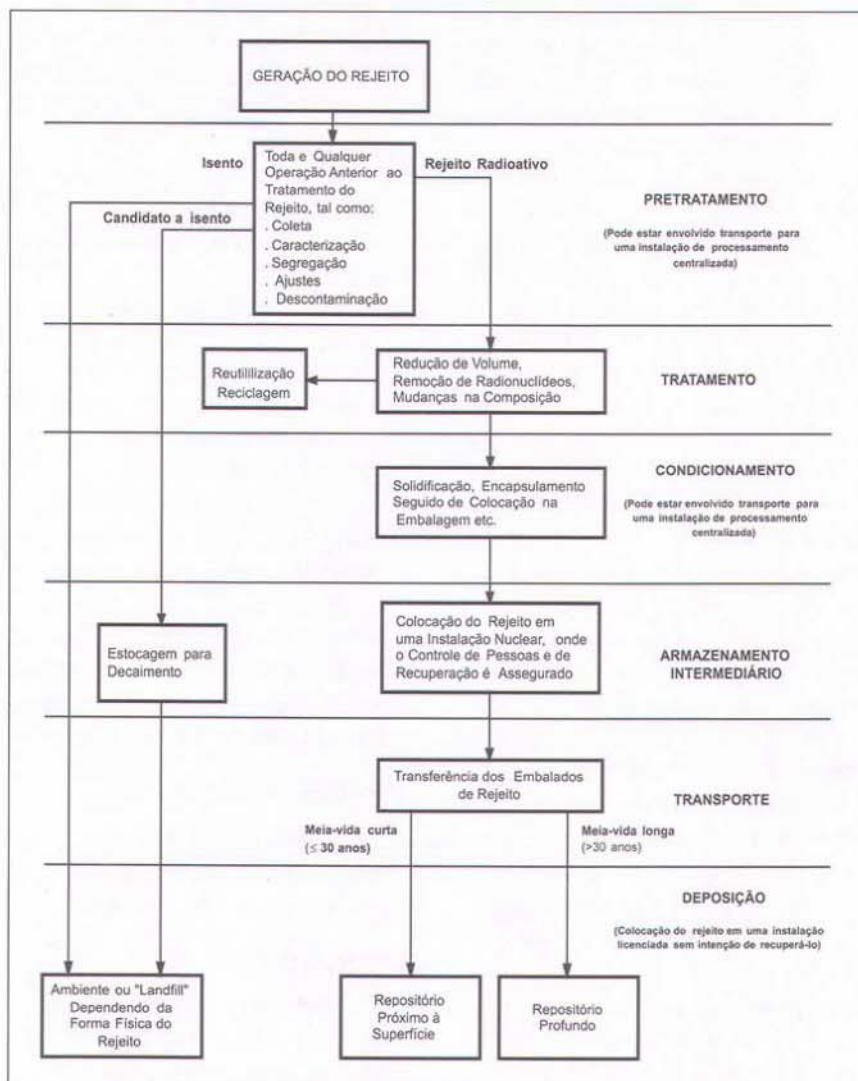 GERAÇÃO DO REJEITO
Isento
Toda e Qualquer
Operação Anterior ao
Tratamento do
Rejeito, tal como:
. Coleta
. Caracterização
. Segregação
. Ajustes
. Descontaminação
Rejeito Radioativo
Candidato a isento
PRETRATAMENTO
(Pode estar envolvido transporte para
uma instalação de processamento
centralizada)
Reutililização
Reciclagem
Redução de Volume,
Remoção de Radionuclídeos,
Mudanças na Composição
TRATAMENTO
Solidificação, Encapsulamento
Seguido de Colocação na
Embalagem etc.
CONDICIONAMENTO
(Pode estar envolvido transporte para
uma instalação de processamento
centralizada)
Estocagem para
Decaimento
Colocação do Rejeito em
uma Instalação Nuclear, onde
o Controle de Pessoas e de
Recuperação é Assegurado
ARMAZENAMENTO
INTERMEDIÁRIO
Transferência dos Embalados
de Rejeito
TRANSPORTE
Meia-vida curta
(≤ 30 anos)
Meia-vida longa
(>30 anos)
DEPOSIÇÃO
(Colocação do rejeito em uma instalação
licenciada sem intenção de recuperá-lo)
Ambiente ou "Landfill"
Dependendo da
Forma Física do
Rejeito
Repositório
Próximo à
Superfície
Repositório
Profundo